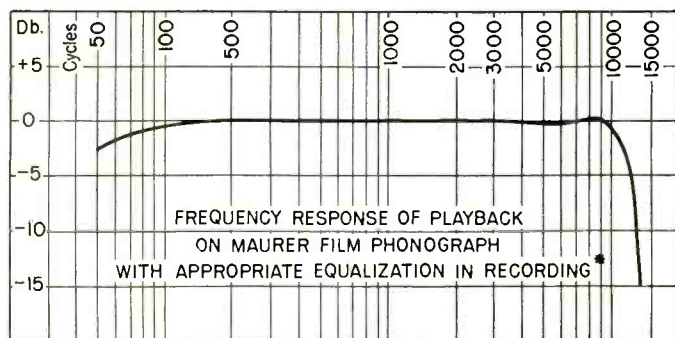 Db.
Cycles
50
100
500
1000
2000
3000
5000
10000
15000
+5
0
-5
-10
-15
FREQUENCY RESPONSE OF PLAYBACK
ON MAURER FILM PHONOGRAPH
WITH APPROPRIATE EQUALIZATION IN RECORDING*